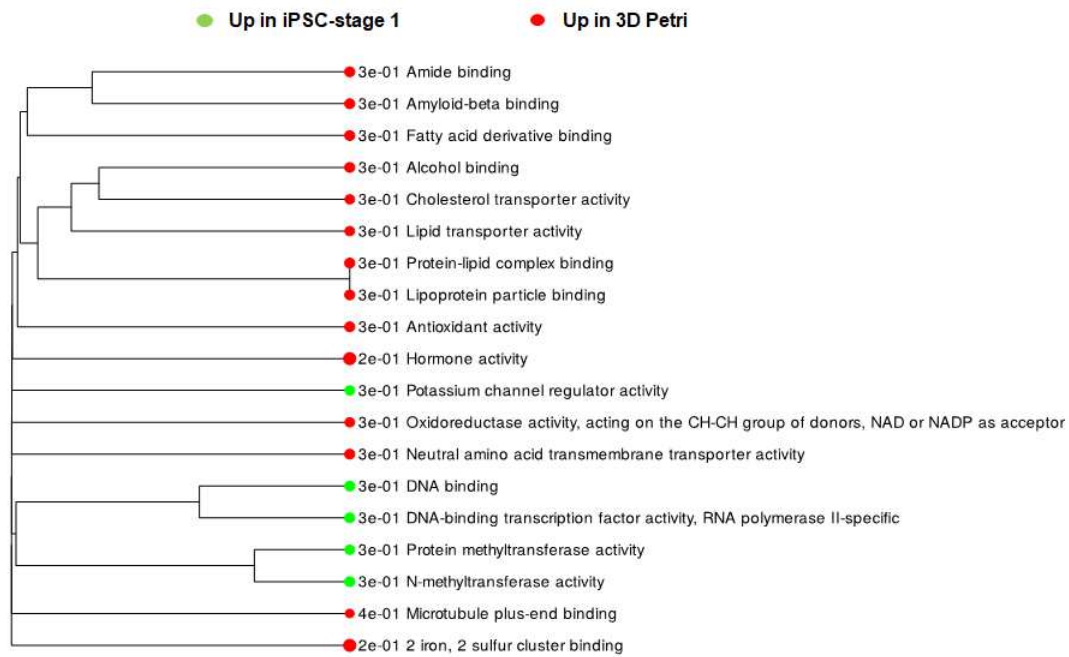 Up in iPSC-stage 1 Up in 3D Petri
3e-01 Amide binding
3e-01 Amyloid-beta binding
3e-01 Fatty acid derivative binding
3e-01 Alcohol binding
3e-01 Cholesterol transporter activity
3e-01 Lipid transporter activity
3e-01 Protein-lipid complex binding
3e-01 Lipoprotein particle binding
3e-01 Antioxidant activity
2e-01 Hormone activity
3e-01 Potassium channel regulator activity
3e-01 Oxidoreductase activity, acting on the CH-CH group of donors, NAD or NADP as acceptor
3e-01 Neutral amino acid transmembrane transporter activity
3e-01 DNA binding
3e-01 DNA-binding transcription factor activity, RNA polymerase II-specific
3e-01 Protein methyltransferase activity
3e-01 N-methyltransferase activity
4e-01 Microtubule plus-end binding
2e-01 2 iron, 2 sulfur cluster binding